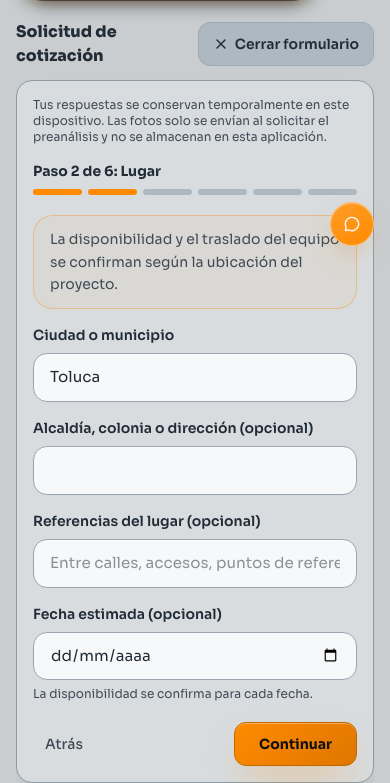 Solicitud de
cotización
Cerrar formulario
Tus respuestas se conservan temporalmente en este
dispositivo. Las fotos solo se envían al solicitar el
preanálisis y no se almacenan en esta aplicación.
Paso 2 de 6: Lugar
La disponibilidad y el traslado del equipo
se confirman según la ubicación del
proyecto.
Ciudad o municipio
Toluca
Alcaldía, colonia o dirección (opcional)
Referencias del lugar (opcional)
Entre calles, accesos, puntos de refere
Fecha estimada (opcional)
dd/mm/aaaa
La disponibilidad se confirma para cada fecha.
Atrás
Continuar